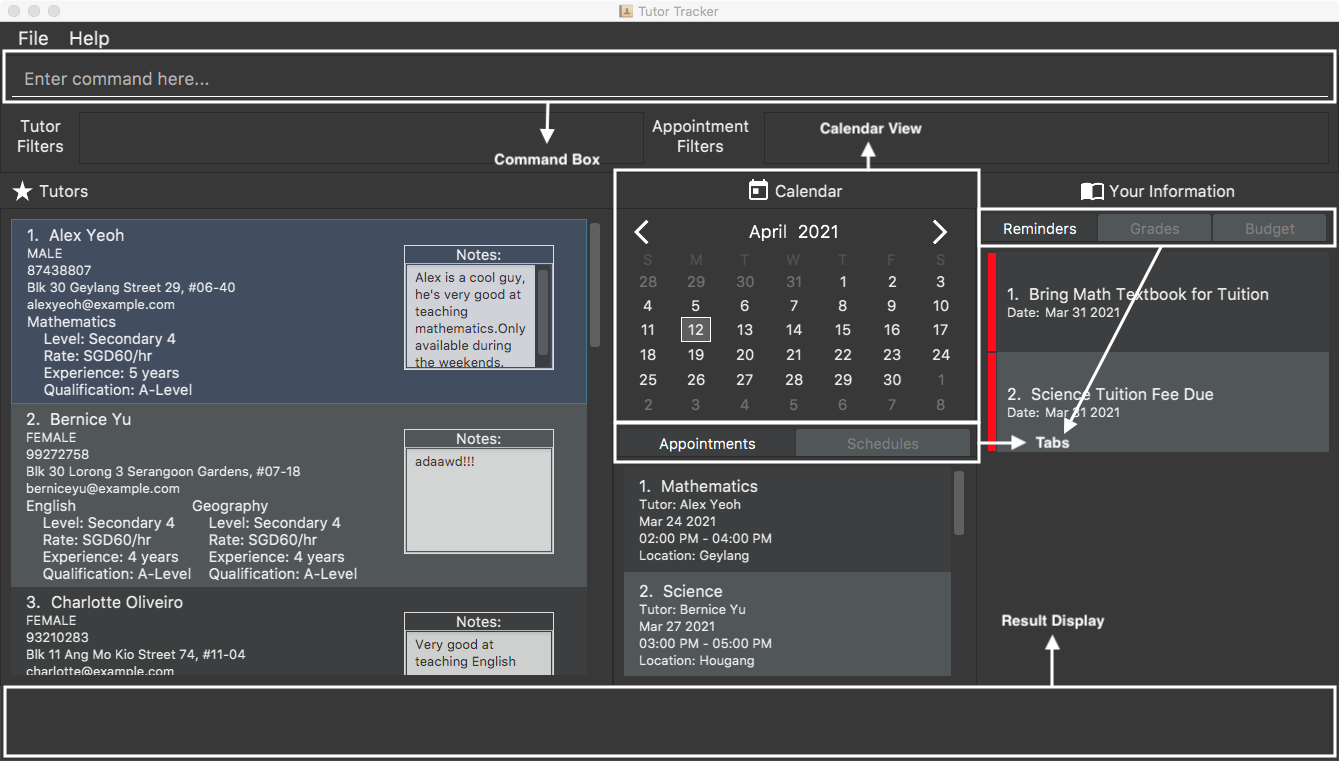 Tutor Tracker
File Help
Enter command here...
Tutor
Filters
Appointment
Filters
Calendar View
Command Box
Tutors
Calendar
Your Information
1. Alex Yeoh
MALE
87438807
Blk 30 Geylang Street 29, #06-40
alexyeoh@example.com
Mathematics
Level: Secondary 4
Rate: SGD60/hr
Experience: 5 years
Qualification: A-Level
Notes:
Alex is a cool guy,
he's very good at
teaching
mathematics.Only
available during
the weekends.
2. Bernice Yu
FEMALE
99272758
Blk 30 Lorong 3 Serangoon Gardens, #07-18
berniceyu@example.com
English Geography
Level: Secondary 4 Level: Secondary 4
Rate: SGD60/hr Rate: SGD60/hr
Experience: 4 years Experience: 4 years
Qualification: A-Level Qualification: A-Level
Notes:
adaawd!!!
3. Charlotte Oliveiro
FEMALE
93210283
Blk 11 Ang Mo Kio Street 74, #11-04
charlotte@example.com
Notes:
Very good at
teaching English
April 2021
S M T W T F S
28 29 30 31 1 2 3
4 5 6 7 8 9 10
11 12 13 14 15 16 17
18 19 20 21 22 23 24
25 26 27 28 29 30 1
2 3 4 5 6 7 8
Appointments Schedules
1. Mathematics
Tutor: Alex Yeoh
Mar 24 2021
02:00 PM - 04:00 PM
Location: Geylang
2. Science
Tutor: Bernice Yu
Mar 27 2021
03:00 PM - 05:00 PM
Location: Hougang
Reminders Grades Budget
1. Bring Math Textbook for Tuition
Date: Mar 31 2021
2. Science Tuition Fee Due
Date: Mar 31 2021
Tabs
Result Display